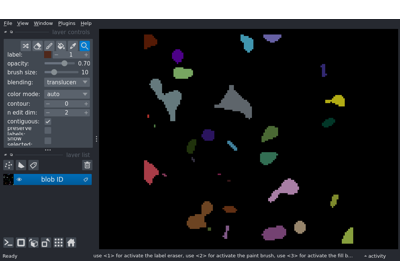 File View Window Plugins Help
layer controls
label: 1
opacity: 0.70
brush size: 10
blending: translucen
color mode: auto
contour: 0
n edit dim: 2
contiguous:
preserve labels:
show selected:
layer list
blob ID
Ready
use <1> for activate the label eraser, use <2> for activate the paint brush, use <3> for activate the fill b...
activity